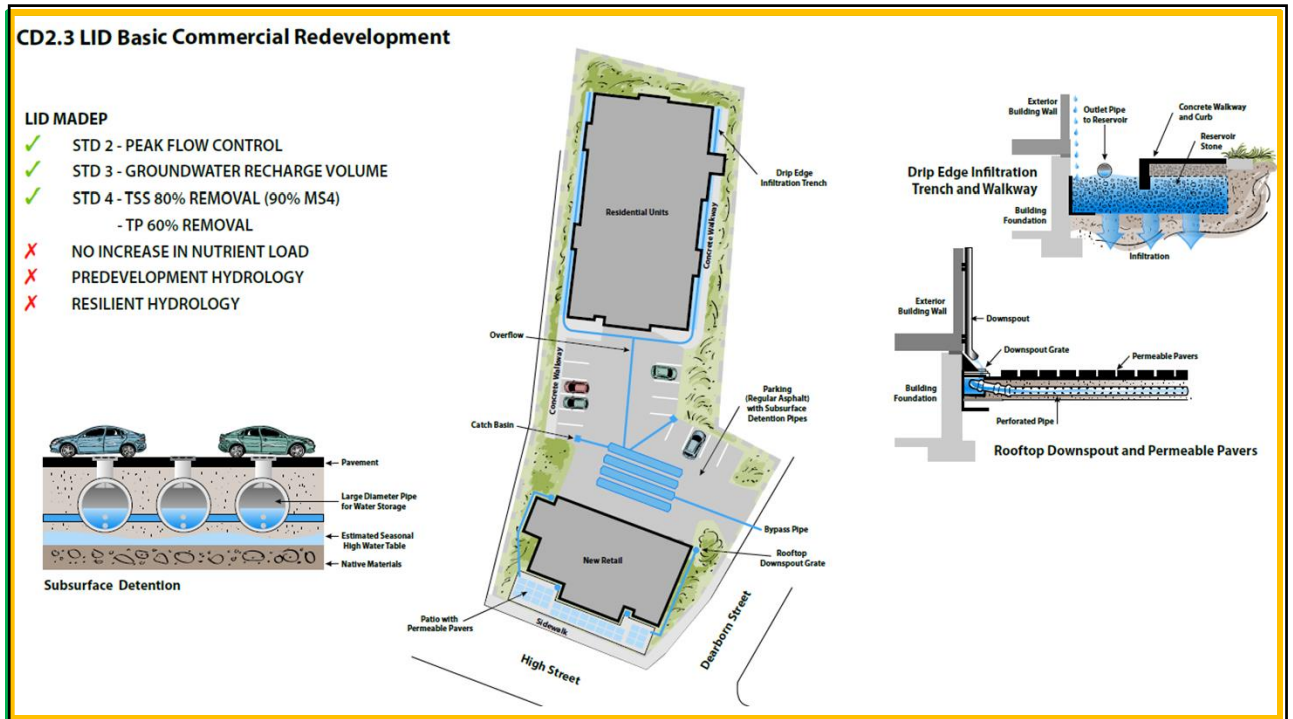 CD2.3 LID Basic Commercial Redevelopment
LID MADEP
✓ STD 2 - PEAK FLOW CONTROL
✓ STD 3 - GROUNDWATER RECHARGE VOLUME
✓ STD 4 - TSS 80% REMOVAL (90% MS4)
- TP 60% REMOVAL
✗ NO INCREASE IN NUTRIENT LOAD
✗ PREDEVELOPMENT HYDROLOGY
✗ RESILIENT HYDROLOGY
Pavement
Large Diameter Pipe
for Water Storage
Estimated Seasonal
High Water Table
Native Materials
Subsurface Detention
Residential Units
Drip Edge
Infiltration Trench
Concrete Walkway
Overflow
Concrete Walkway
Parking
(Regular Asphalt)
with Subsurface
Detention Pipes
Catch Basin
Bypass Pipe
New Retail
Rooftop
Downspout Grate
Patio with
Permeable Pavers
Sidewalk
High Street
Dearborn Street
Exterior
Building Wall
Outlet Pipe
to Reservoir
Concrete Walkway
and Curb
Reservoir
Stone
Drip Edge Infiltration
Trench and Walkway
Building
Foundation
Infiltration
Exterior
Building Wall
Downspout
Downspout Grate
Permeable Pavers
Building
Foundation
Perforated Pipe
Rooftop Downspout and Permeable Pavers